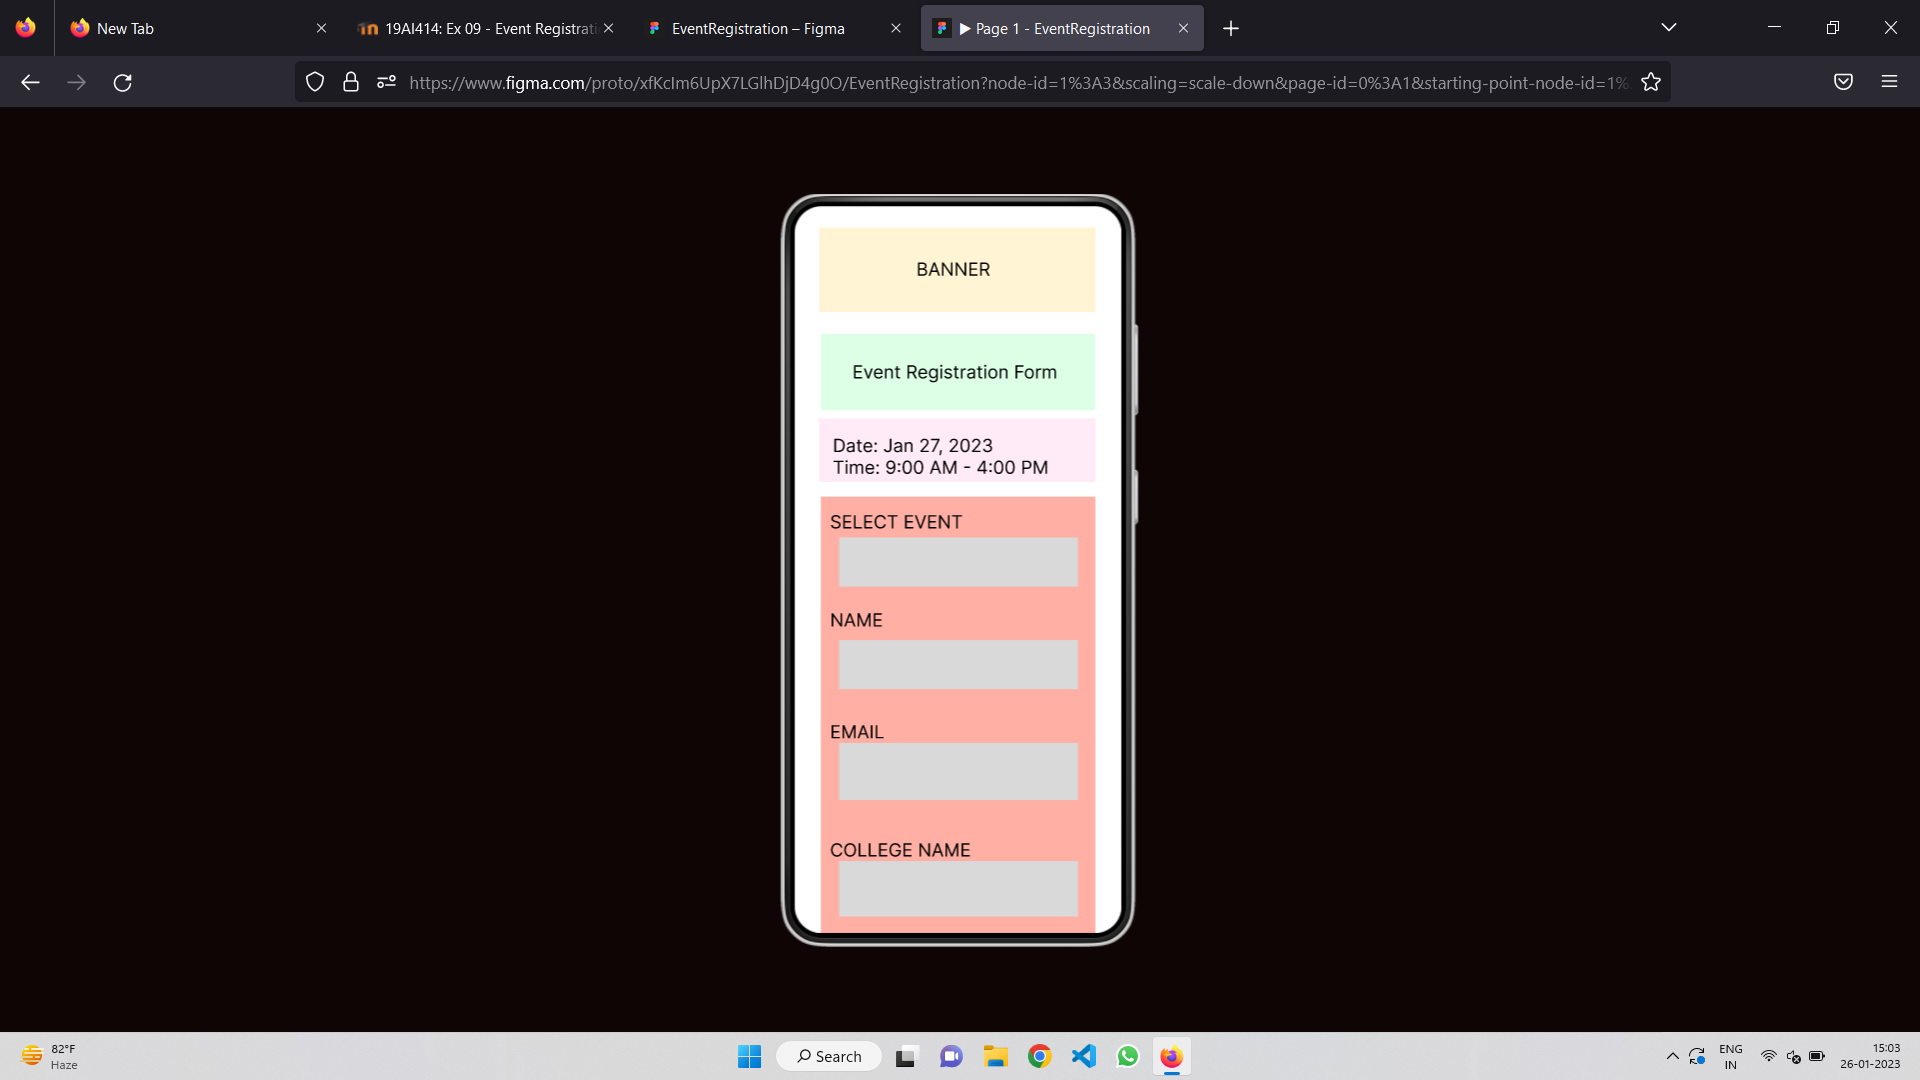 New Tab
19AI414: Ex 09 - Event Registrati
EventRegistration – Figma
▶ Page 1 - EventRegistration
https://www.figma.com/proto/xfKcIm6UpX7LGlhDjD4g0O/EventRegistration?node-id=1%3A3&scaling=scale-down&page-id=0%3A1&starting-point-node-id=1%
BANNER
Event Registration Form
Date: Jan 27, 2023
Time: 9:00 AM - 4:00 PM
SELECT EVENT
NAME
EMAIL
COLLEGE NAME
82°F
Haze
Search
ENG
IN
15:03
26-01-2023